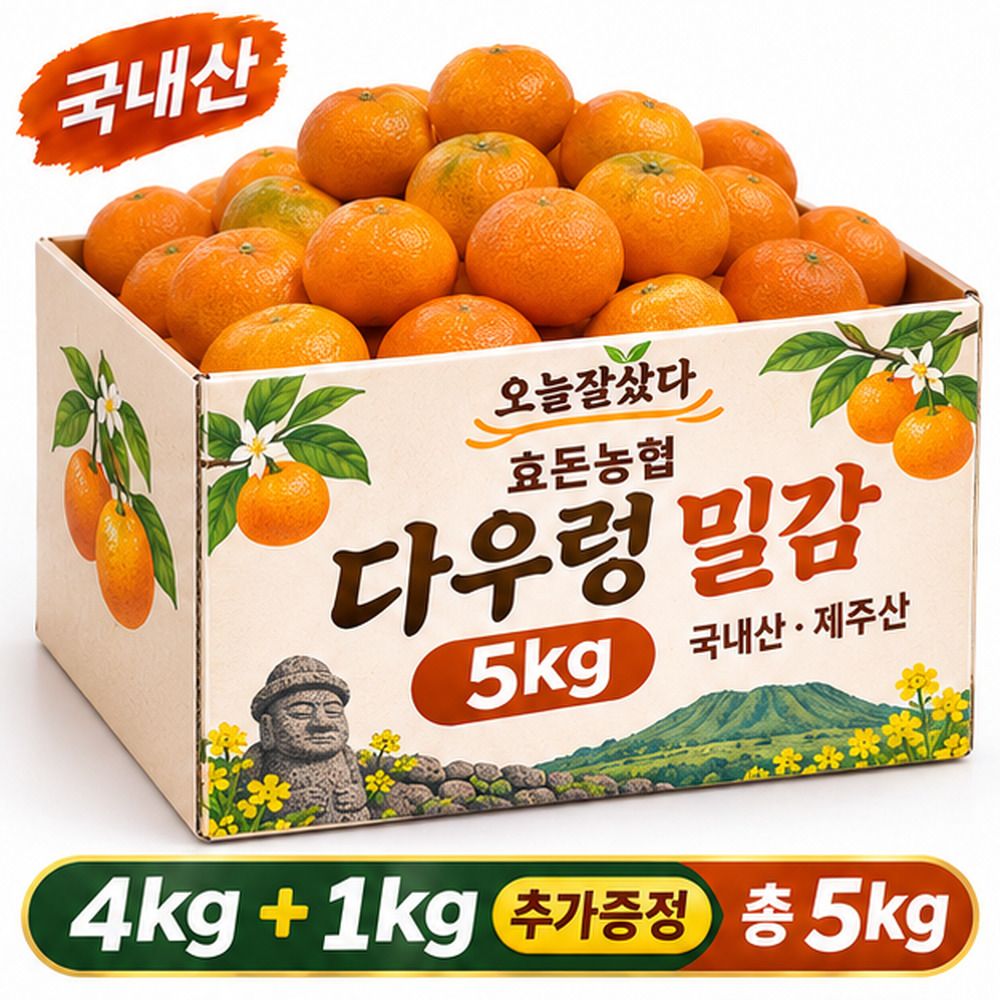 국내산
오늘잘샀다
효돈농협
다우렁 밀감
5kg
국내산 · 제주산
4kg + 1kg 추가증정 총 5kg